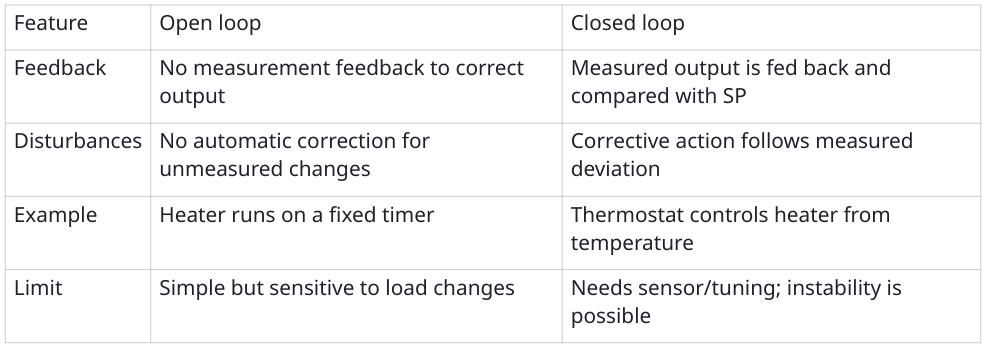 Feature
Open loop
Closed loop
Feedback
No measurement feedback to correct
output
Measured output is fed back and
compared with SP
Disturbances
No automatic correction for
unmeasured changes
Corrective action follows measured
deviation
Example
Heater runs on a fixed timer
Thermostat controls heater from
temperature
Limit
Simple but sensitive to load changes
Needs sensor/tuning; instability is
possible